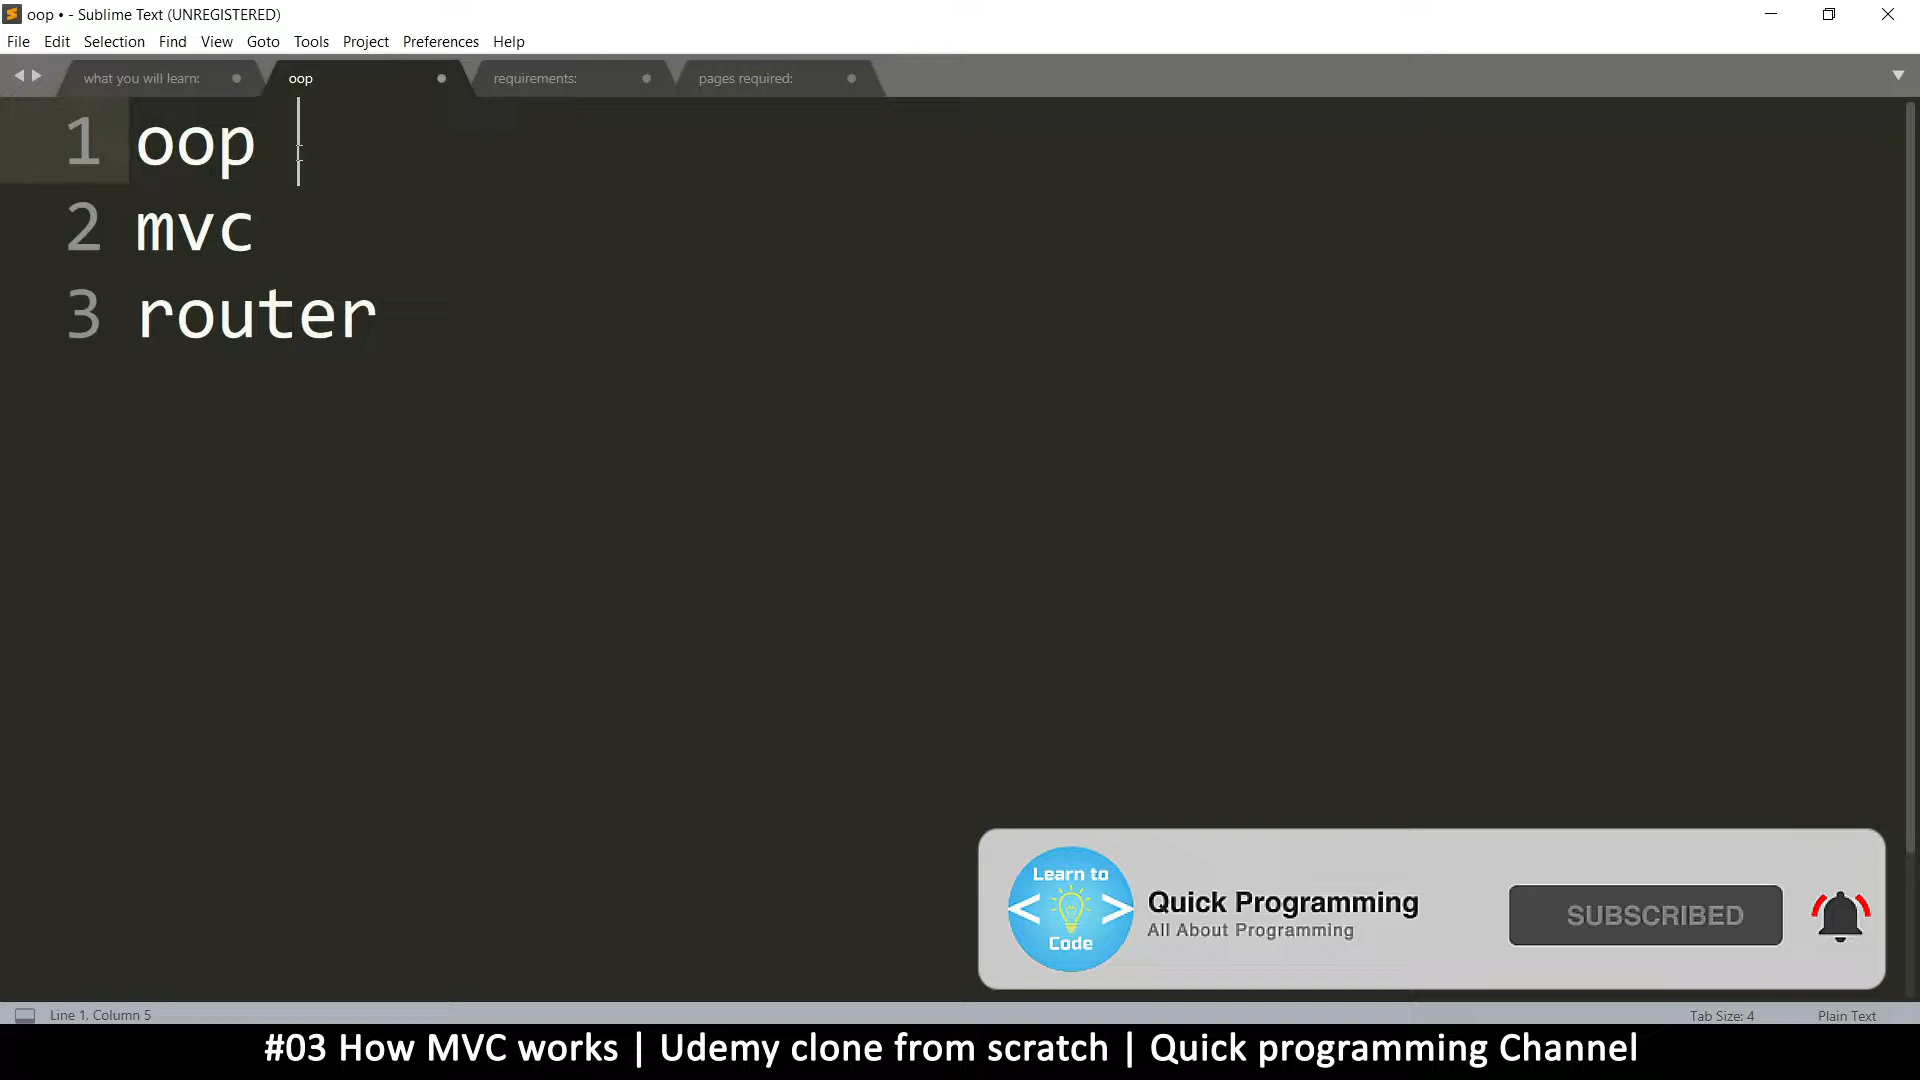 oop • - Sublime Text (UNREGISTERED)
File Edit Selection Find View Goto Tools Project Preferences Help
what you will learn: oop requirements: pages required:
1 oop
2 mvc
3 router
Learn to
< >
Code
Quick Programming
All About Programming
SUBSCRIBED
Line 1, Column 5 Tab Size: 4 Plain Text
#03 How MVC works | Udemy clone from scratch | Quick programming Channel